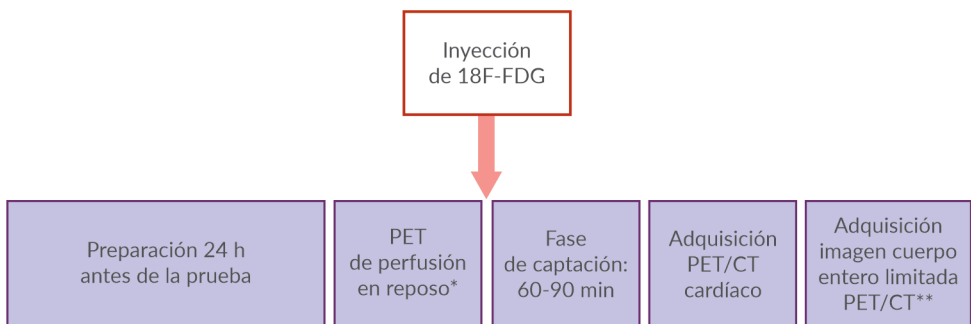 Inyección
de 18F-FDG
Preparación 24 h
antes de la prueba
PET
de perfusión
en reposo*
Fase
de captación:
60-90 min
Adquisición
PET/CT
cardíaco
Adquisición
imagen cuerpo
entero limitada
PET/CT**